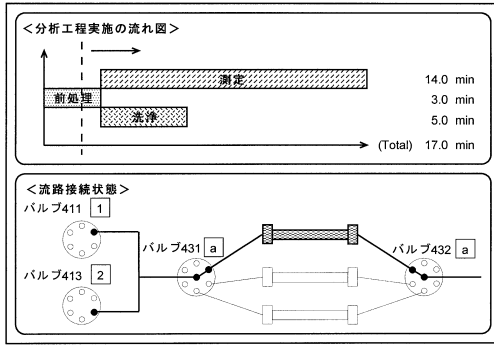 <分析工程実施の流れ図>
測定
14.0 min
前処理
3.0 min
洗浄
5.0 min
(Total) 17.0 min
<流路接続状態>
バルブ411 1
バルブ431 a
バルブ432 a
バルブ413 2